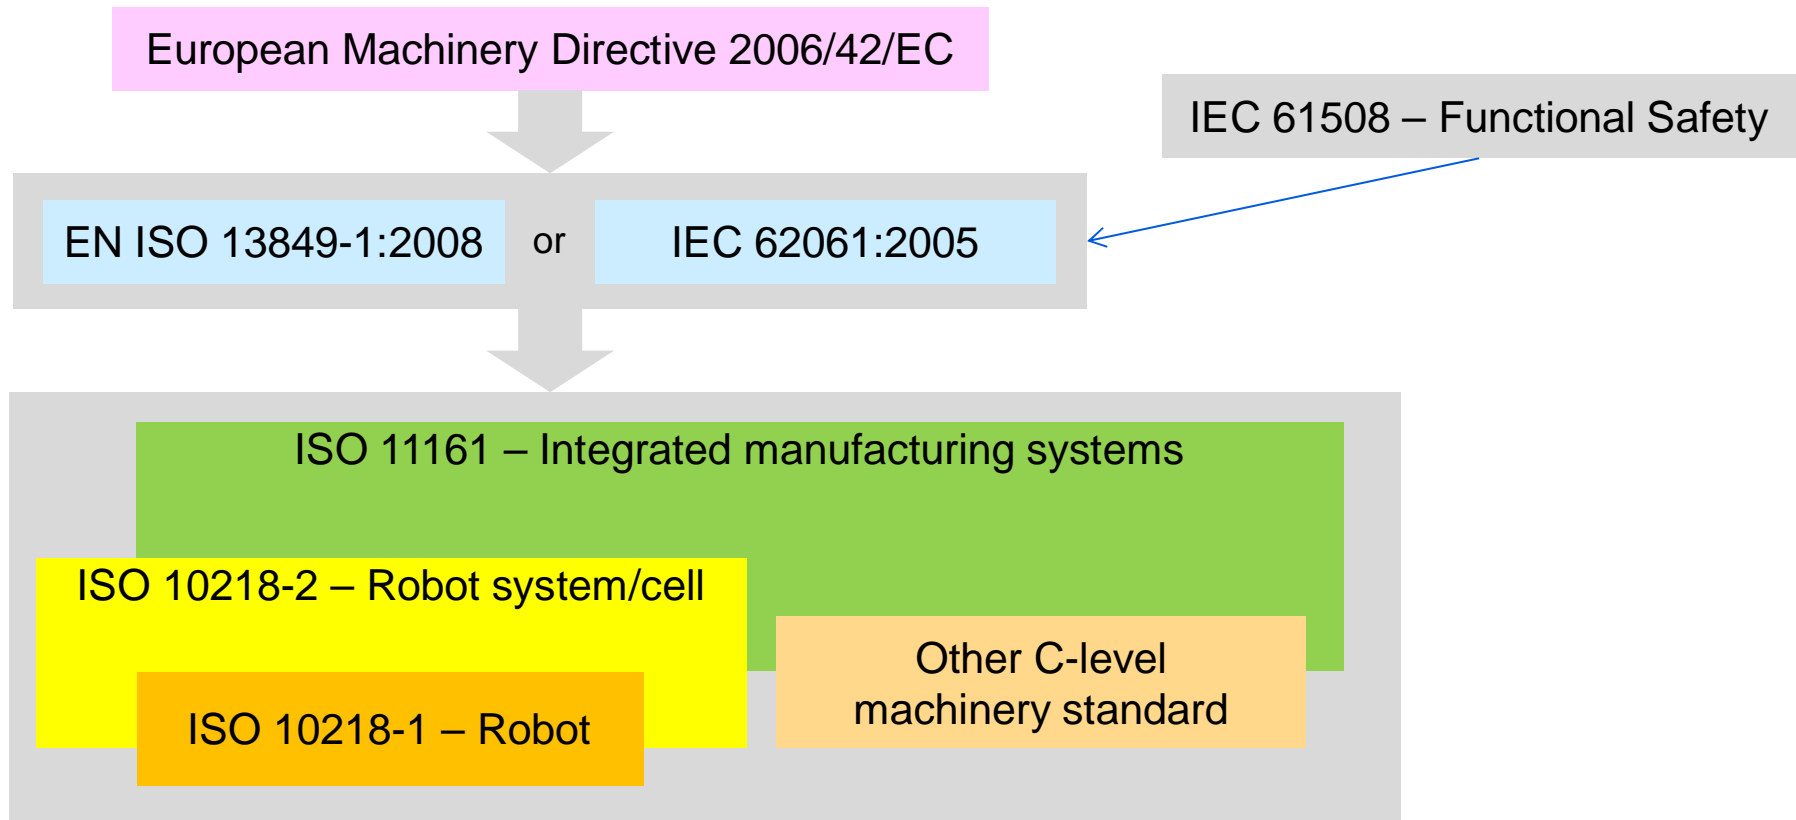 European Machinery Directive 2006/42/EC
IEC 61508 – Functional Safety
EN ISO 13849-1:2008
or
IEC 62061:2005
ISO 11161 – Integrated manufacturing systems
ISO 10218-2 – Robot system/cell
Other C-level
machinery standard
ISO 10218-1 – Robot